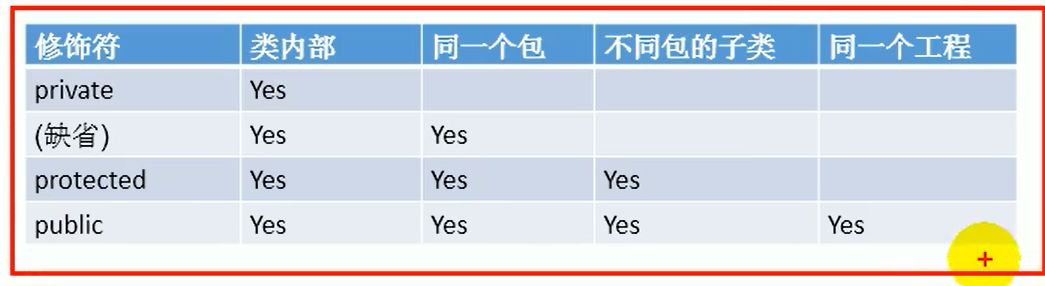 修饰符 类内部 同一个包 不同包的子类 同一个工程
private Yes
(缺省) Yes Yes
protected Yes Yes Yes
public Yes Yes Yes Yes